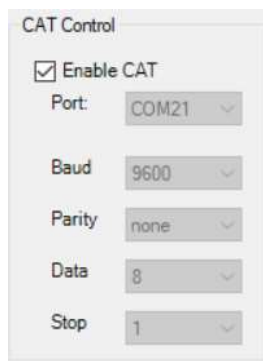 CAT Control
Enable CAT
Port: COM21
Baud 9600
Parity none
Data 8
Stop 1